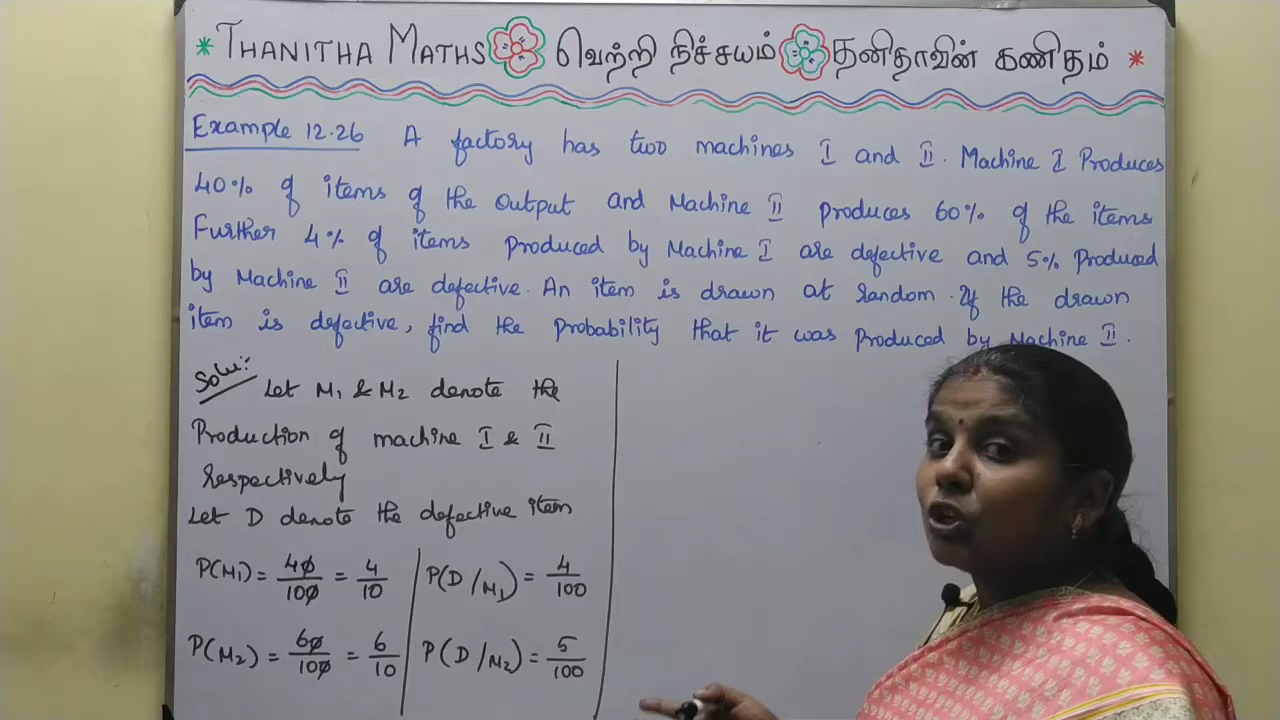 * THANITHA MATHS வெற்றி நிச்சயம் தனிதாவின் கணிதம் *
Example 12.26 A factory has two machines I and II. Machine I Produces
40% of items of the output and Machine II produces 60% of the items
Further 4% of items produced by Machine I are defective and 5% Produced
by Machine II are defective. An item is drawn at random. If the drawn
item is defective, find the Probability that it was Produced by Machine II.
Solu:-
Let M1 & M2 denote the
Production of machine I & II
respectively
Let D denote the defective item
P(M1) = 40/100 = 4/10 P(D/M1) = 4/100
P(M2) = 60/100 = 6/10 P(D/M2) = 5/100